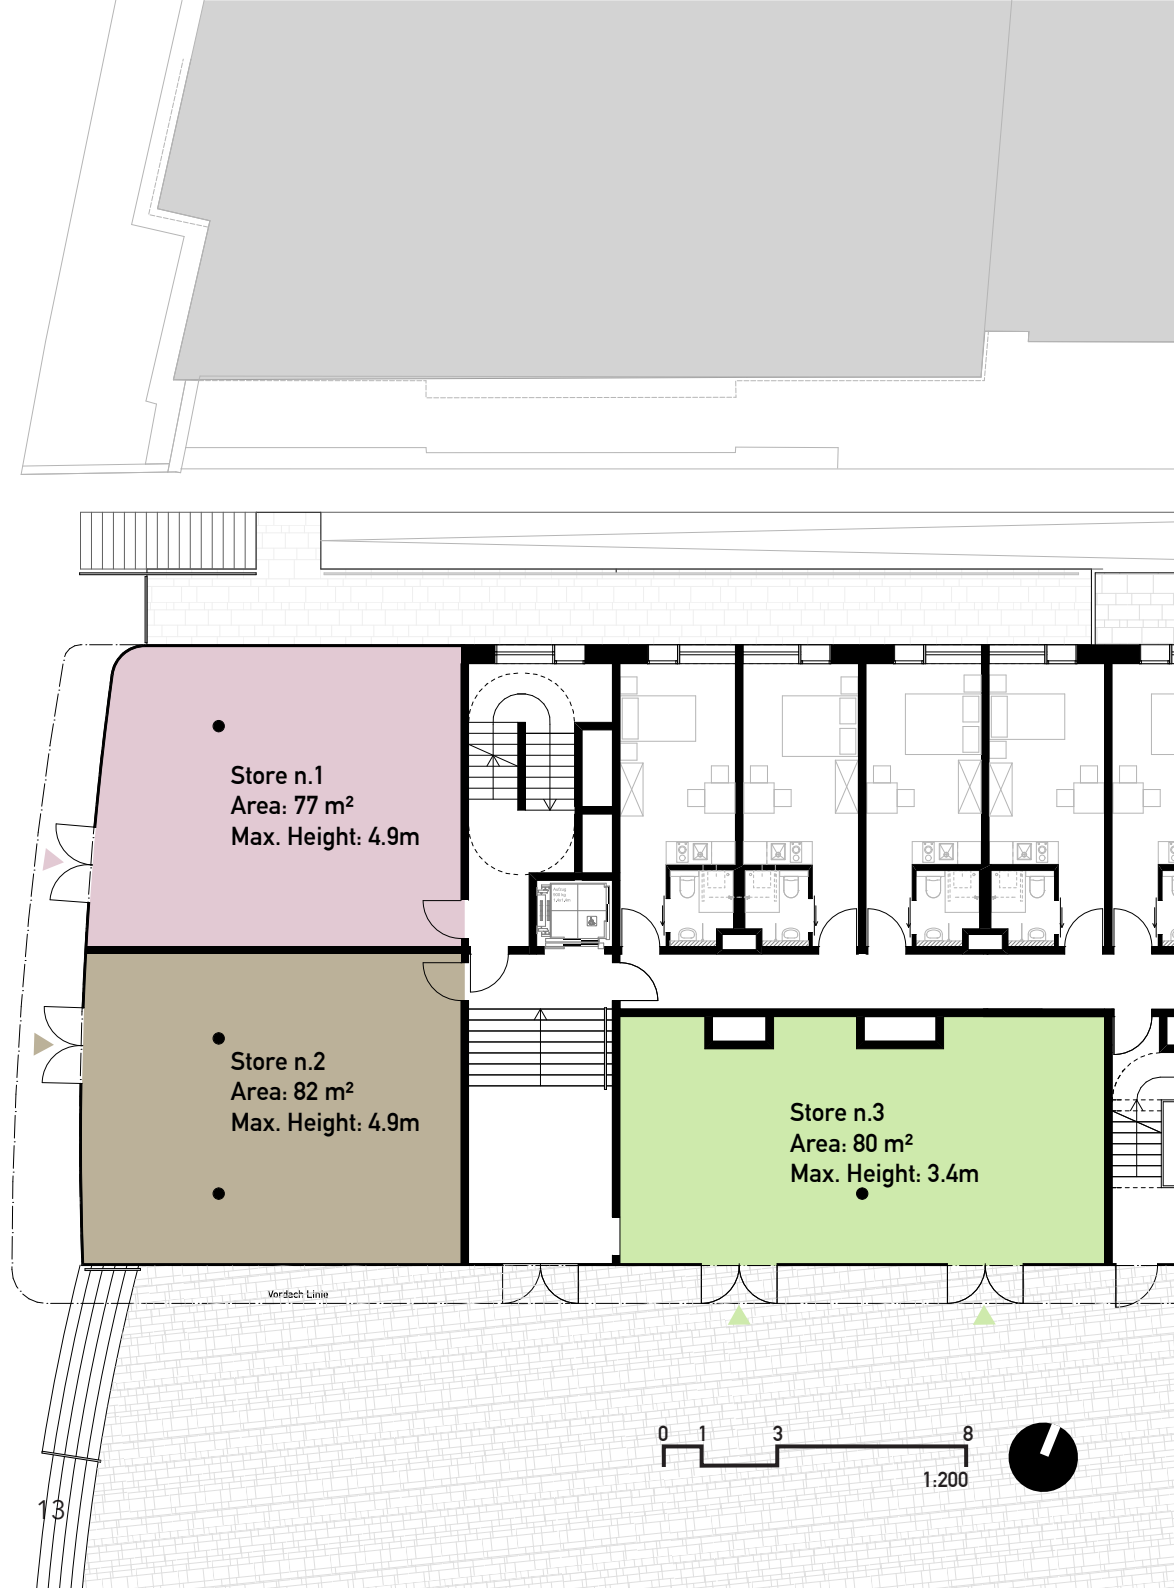 Store n.1
Area: 77 m²
Max. Height: 4.9m
Store n.2
Area: 82 m²
Max. Height: 4.9m
Store n.3
Area: 80 m²
Max. Height: 3.4m
Vordach Linie
0 1 3 8
1:200
13